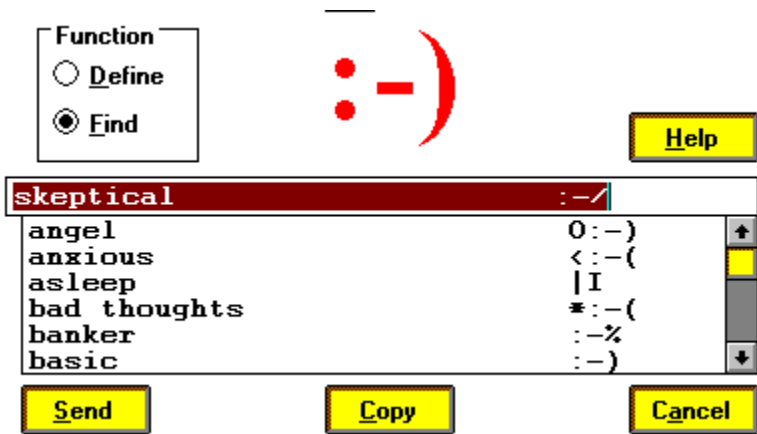 Function
Define
Find
:-)
Help
skeptical :-/
angel O:-)
anxious <:-(
asleep |I
bad thoughts *:-(
banker :-%
basic :-)
Send Copy Cancel